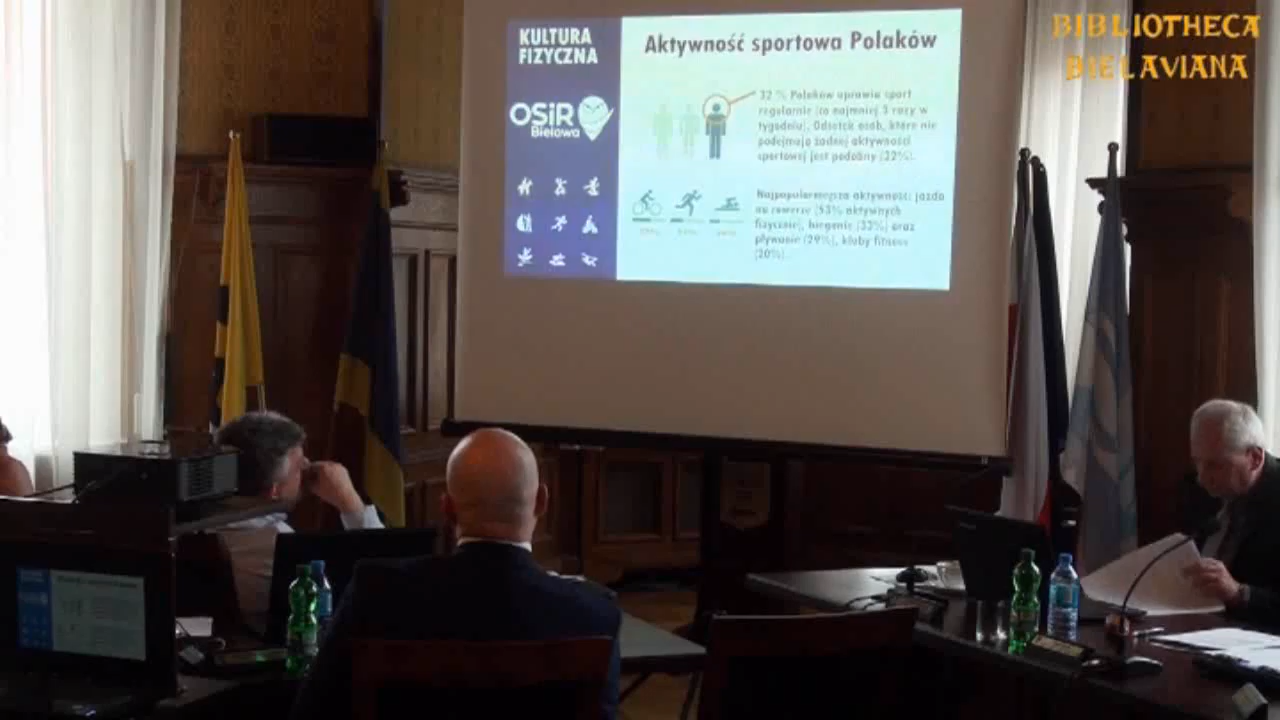 BIBLIOTHECA
BIELAVIANA
KULTURA
FIZYCZNA
OSiR
Bielawa
Aktywność sportowa Polaków
32 % Polaków uprawia sport
regularnie (co najmniej 3 razy w
tygodniu). Odsetek osób, które nie
podejmują żadnej aktywności
sportowej jest podobny (32%).
Najpopularniejsza aktywność: jazda
na rowerze (53% aktywnych
fizycznie), bieganie (33%) oraz
pływanie (29%), kluby fitness
(20%)